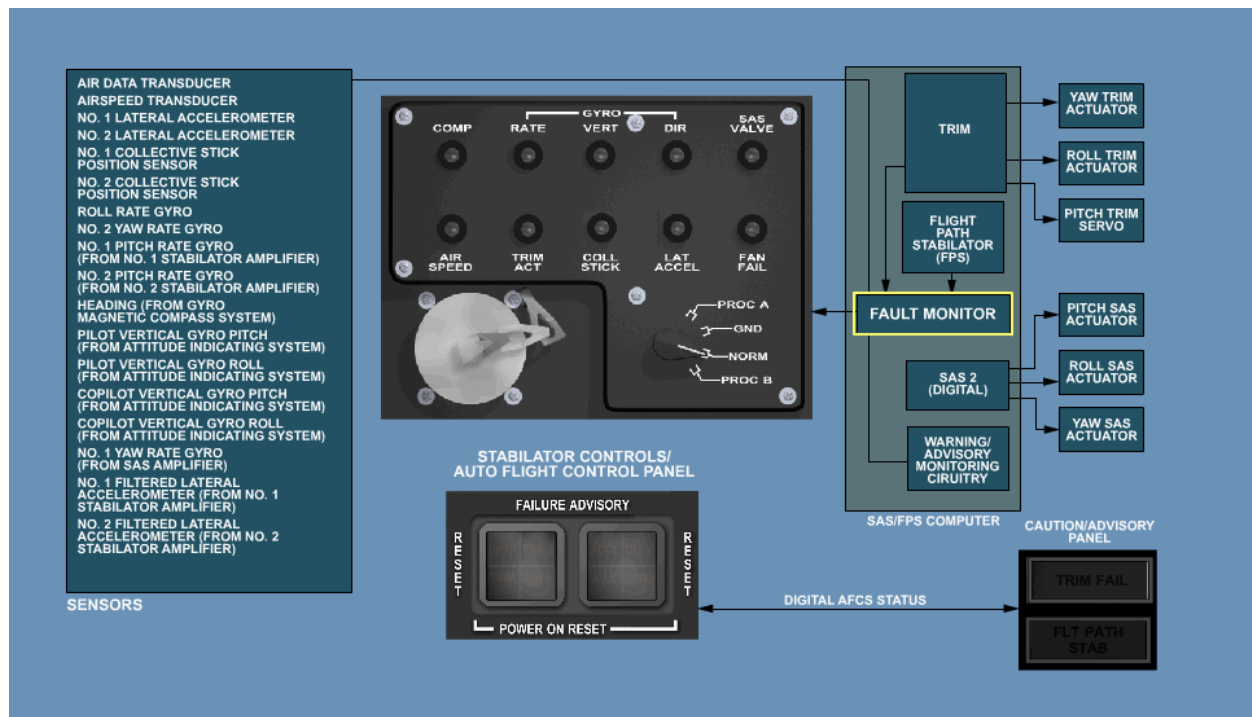 AIR DATA TRANSDUCER
AIRSPEED TRANSDUCER
NO. 1 LATERAL ACCELEROMETER
NO. 2 LATERAL ACCELEROMETER
NO. 1 COLLECTIVE STICK
POSITION SENSOR
NO. 2 COLLECTIVE STICK
POSITION SENSOR
ROLL RATE GYRO
NO. 2 YAW RATE GYRO
NO. 1 PITCH RATE GYRO
(FROM NO. 1 STABILATOR AMPLIFIER)
NO. 2 PITCH RATE GYRO
(FROM NO. 2 STABILATOR AMPLIFIER)
HEADING (FROM GYRO
MAGNETIC COMPASS SYSTEM)
PILOT VERTICAL GYRO PITCH
(FROM ATTITUDE INDICATING SYSTEM)
PILOT VERTICAL GYRO ROLL
(FROM ATTITUDE INDICATING SYSTEM)
COPILOT VERTICAL GYRO PITCH
(FROM ATTITUDE INDICATING SYSTEM)
COPILOT VERTICAL GYRO ROLL
(FROM ATTITUDE INDICATING SYSTEM)
NO. 1 YAW RATE GYRO
(FROM SAS AMPLIFIER)
NO. 1 FILTERED LATERAL
ACCELEROMETER (FROM NO. 1
STABILATOR AMPLIFIER)
NO. 2 FILTERED LATERAL
ACCELEROMETER (FROM NO. 2
STABILATOR AMPLIFIER)
SENSORS
GYRO
COMP
RATE
VERT
DIR
SAS
VALVE
AIR
SPEED
TRIM
ACT
COLL
STICK
LAT
ACCEL
FAN
FAIL
PROC A
GND
NORM
PROC B
STABILATOR CONTROLS/
AUTO FLIGHT CONTROL PANEL
FAILURE ADVISORY
RESET
RESET
POWER ON RESET
TRIM
FLIGHT
PATH
STABILATOR
(FPS)
FAULT MONITOR
SAS 2
(DIGITAL)
WARNING/
ADVISORY
MONITORING
CIRUITRY
SAS/FPS COMPUTER
YAW TRIM
ACTUATOR
ROLL TRIM
ACTUATOR
PITCH TRIM
SERVO
PITCH SAS
ACTUATOR
ROLL SAS
ACTUATOR
YAW SAS
ACTUATOR
DIGITAL AFCS STATUS
CAUTION/ADVISORY
PANEL
TRIM FAIL
FLT PATH
STAB